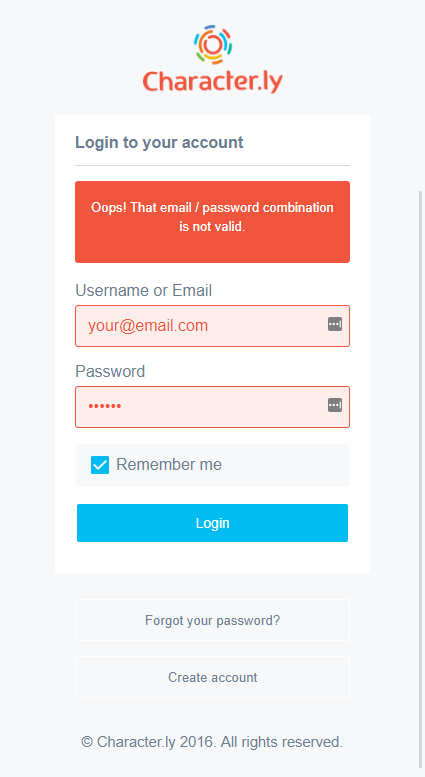 Character.ly
Login to your account
Oops! That email / password combination
is not valid.
Username or Email
your@email.com
Password
••••••
Remember me
Login
Forgot your password?
Create account
© Character.ly 2016. All rights reserved.